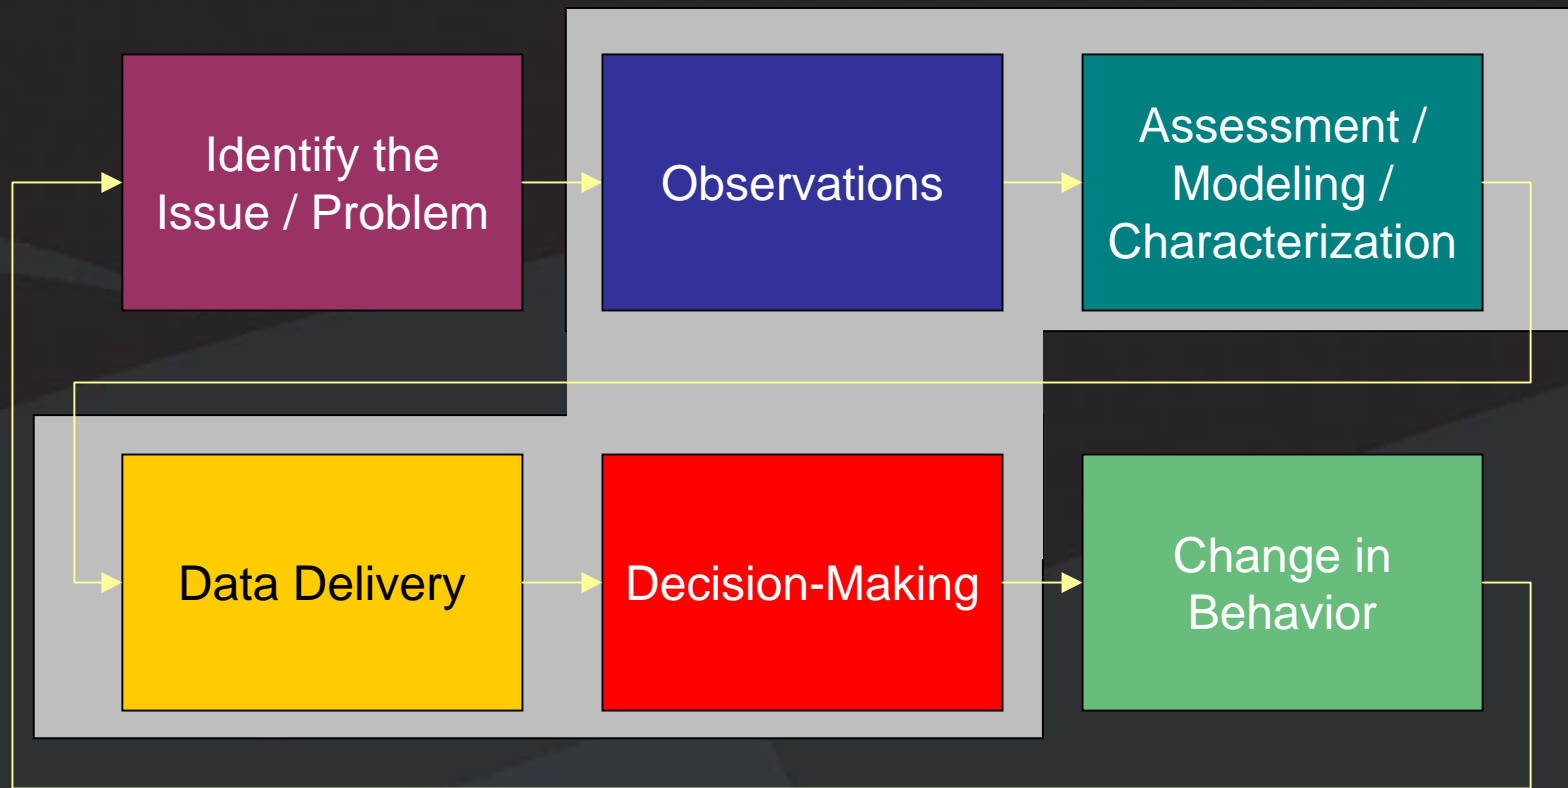 Identify the
Issue / Problem
Observations
Assessment /
Modeling /
Characterization
Data Delivery
Decision-Making
Change in
Behavior